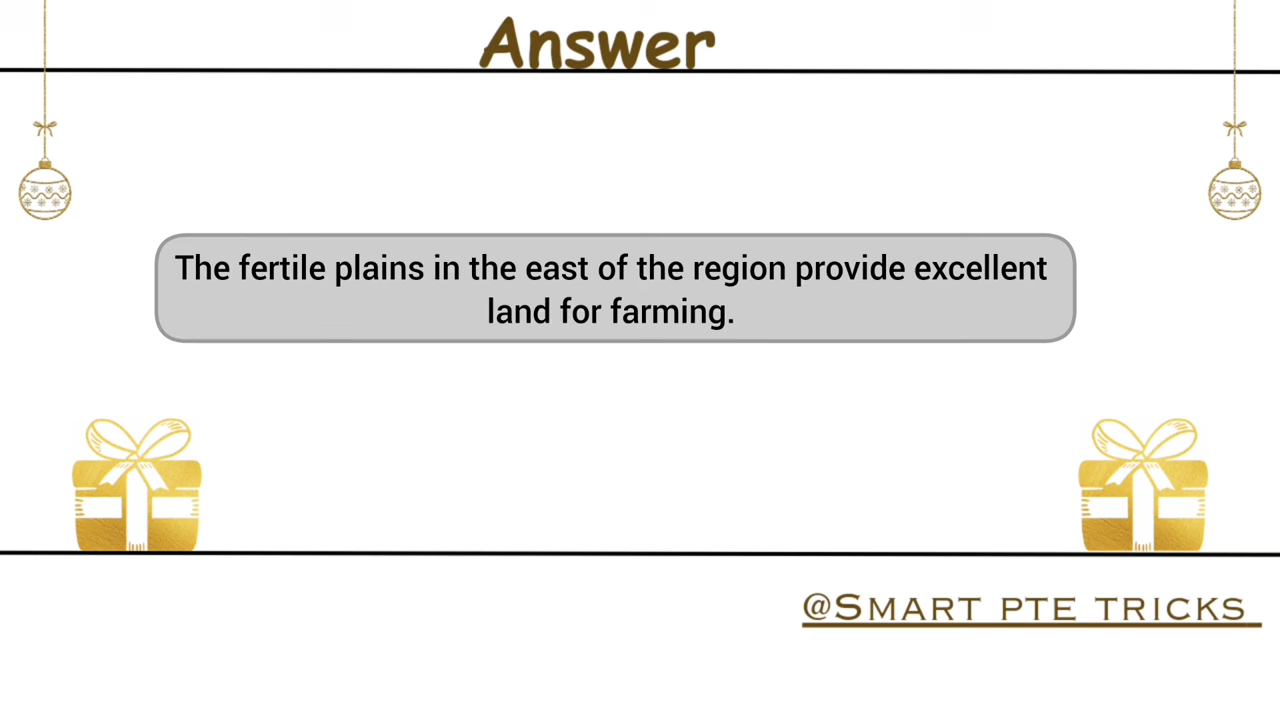 Answer
The fertile plains in the east of the region provide excellent
land for farming.
@Smart PTE Tricks